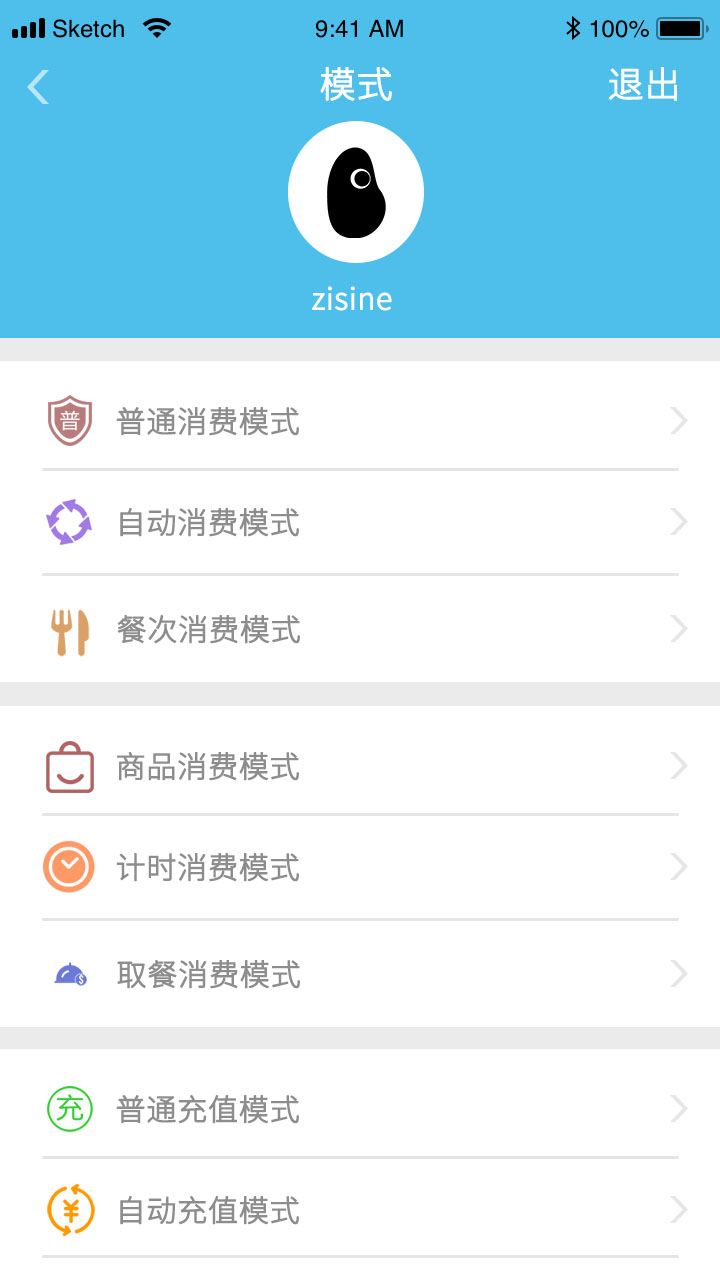 Sketch 9:41 AM 100%
模式 退出
zisine
普 普通消费模式
自动消费模式
餐次消费模式
商品消费模式
计时消费模式
$ 取餐消费模式
充 普通充值模式
¥ 自动充值模式